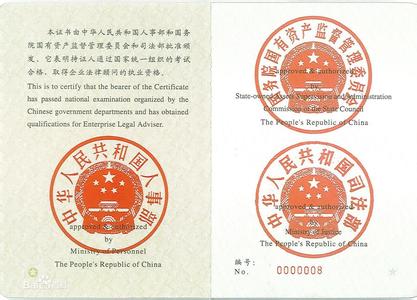 本证书由中华人民共和国人事部和国务
院国有资产监督管理委员会和司法部批准颁
发，它表明持证人通过国家统一组织的考试
合格，取得企业法律顾问的执业资格。
This is to certify that the bearer of the Certificate
has passed national examination organized by the
Chinese government departments and has obtained
qualifications for Enterprise Legal Adviser.
中华人民共和国人事部
approved & authorized
by
Ministry of Personnel
The People's Republic of China
Bai百科
国务院国有资产监督管理委员会
approved & authorized
by
State-owned Assets Supervision and Administration
Commission of the State Council
The People's Republic of China
中华人民共和国司法部
approved & authorized
by
Ministry of Justice
The People's Republic of China
编号：
No. 0000008